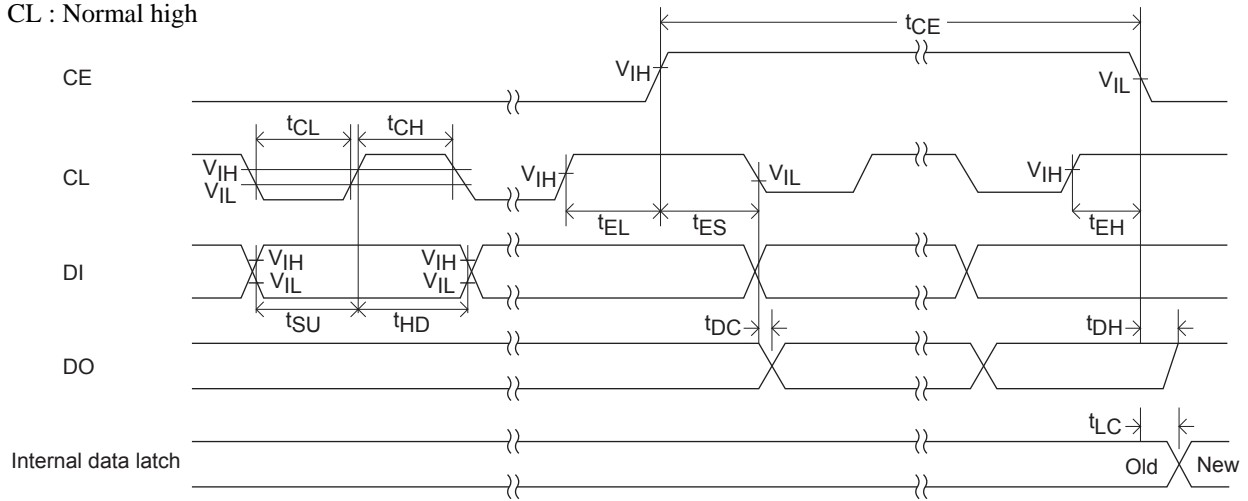 CL : Normal high
tCE
CE
VIH
VIL
tCL
tCH
CL
VIH
VIL
VIH
VIL
VIH
tEL
tES
tEH
DI
VIH
VIL
VIH
VIL
tSU
tHD
tDC
tDH
DO
tLC
Internal data latch
Old
New